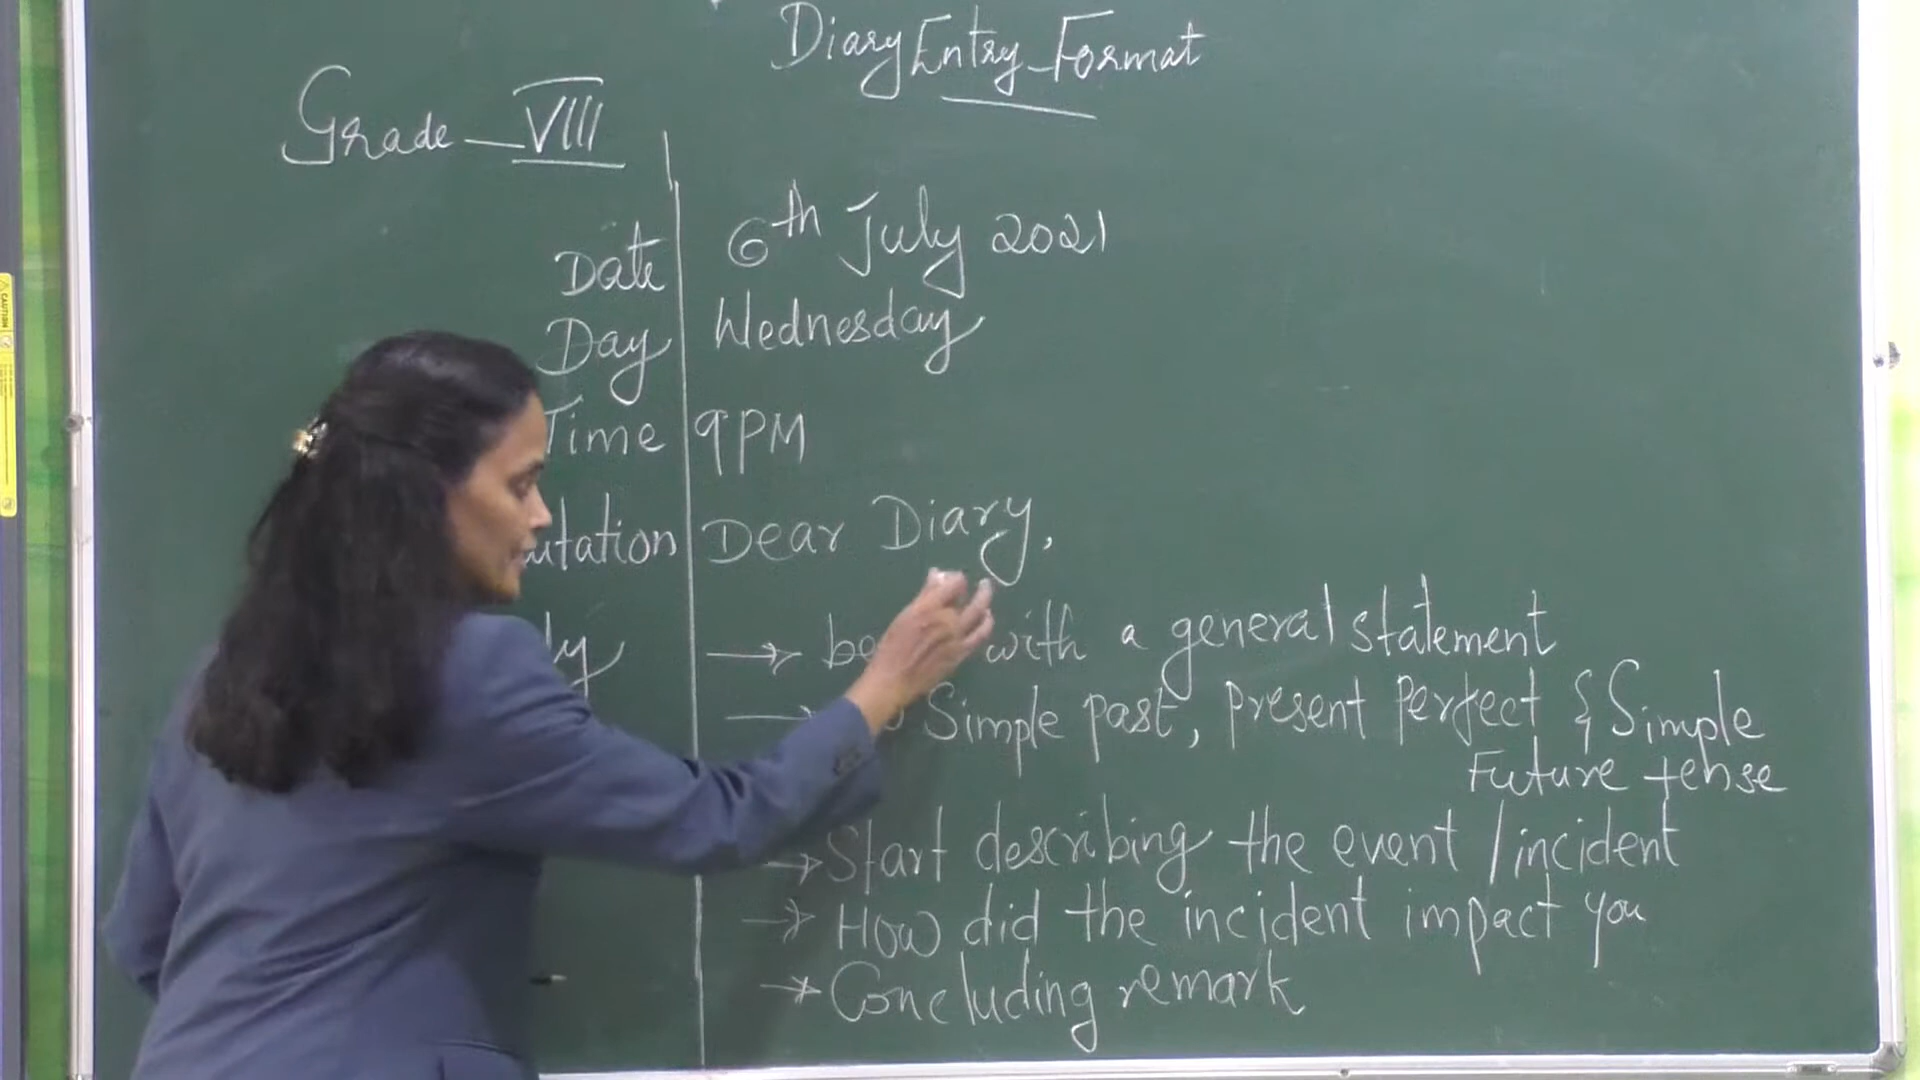 Diary Entry-Format
Grade - VIII
Date 6th July 2021
Day Wednesday
Time 9PM
Dear Diary,
→ with a general statement
→ Simple past, present perfect & Simple
Future tense
→ Start describing the event / incident
→ How did the incident impact you
→ Concluding remark
CAUTION